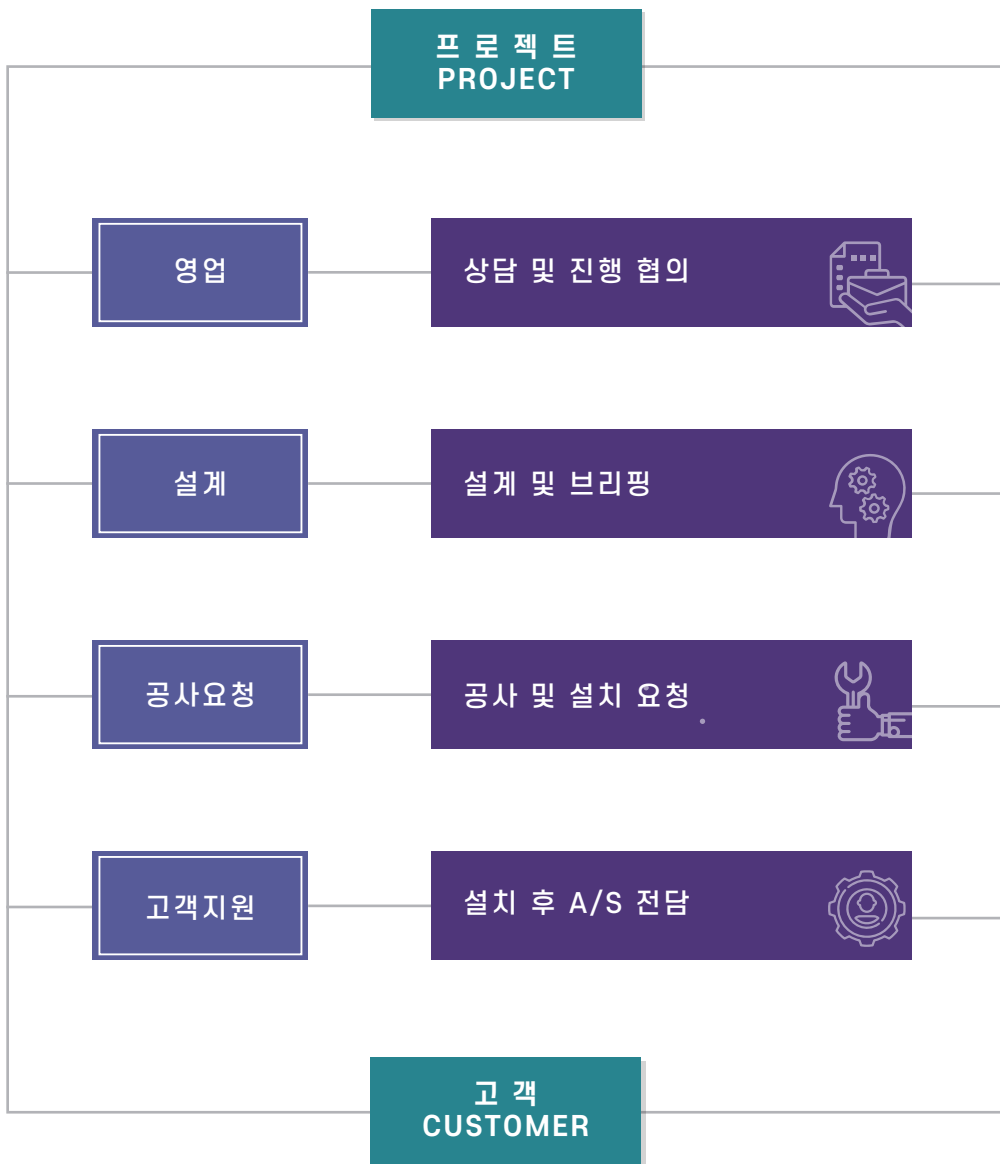 프로젝트
PROJECT
영업
상담 및 진행 협의
설계
설계 및 브리핑
공사요청
공사 및 설치 요청
고객지원
설치 후 A/S 전담
고객
CUSTOMER